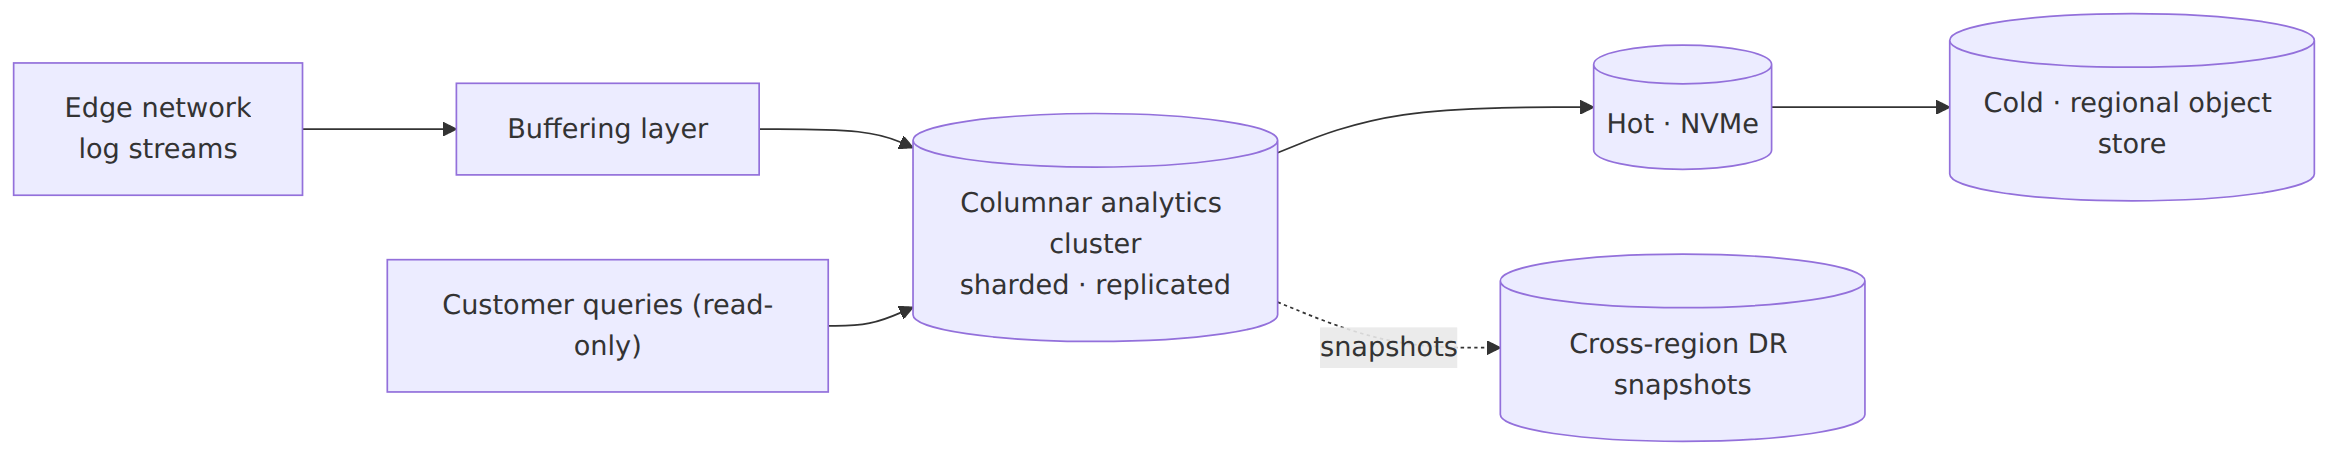 Edge network
log streams
Buffering layer
Customer queries (read-
only)
Columnar analytics
cluster
sharded · replicated
snapshots
Hot · NVMe
Cold · regional object
store
Cross-region DR
snapshots